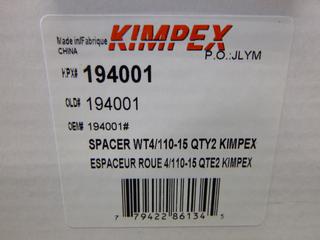 Made in/Fabriqué
CHINA
KIMPEX
P.O.:JLYM
KPX# 194001
OLD# 194001
OEM# 194001#
SPACER WT4/110-15 QTY2 KIMPEX
ESPACEUR ROUE 4/110-15 QTE2 KIMPEX
7 79422 86134 5